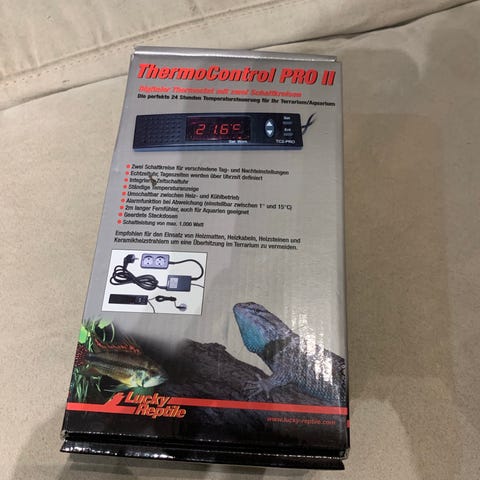 ThermoControl PRO II
Digitaler Thermostat mit zwei Schaltkreisen
Die perfekte 24 Stunden Temperatursteuerung für Ihr Terrarium/Aquarium
21.6°C
Set
Ent
Set Work
TC2-PRO
Zwei Schaltkreise für verschiedene Tag- und Nachteinstellungen
Echtzeituhr, Tageszeiten werden über Uhrzeit definiert
Integrierte Zeitschaltuhr
Ständige Temperaturanzeige
Umschaltbar zwischen Heiz- und Kühlbetrieb
Alarmfunktion bei Abweichung (einstellbar zwischen 1° und 15°C)
2m langer Fernfühler, auch für Aquarien geeignet
Geerdete Steckdosen
Schaltleistung von max. 1.000 Watt
Empfohlen für den Einsatz von Heizmatten, Heizkabeln, Heizsteinen und
Keramikheizstrahlern um eine Überhitzung im Terrarium zu vermeiden.
Lucky
Reptile
www.lucky-reptile.com